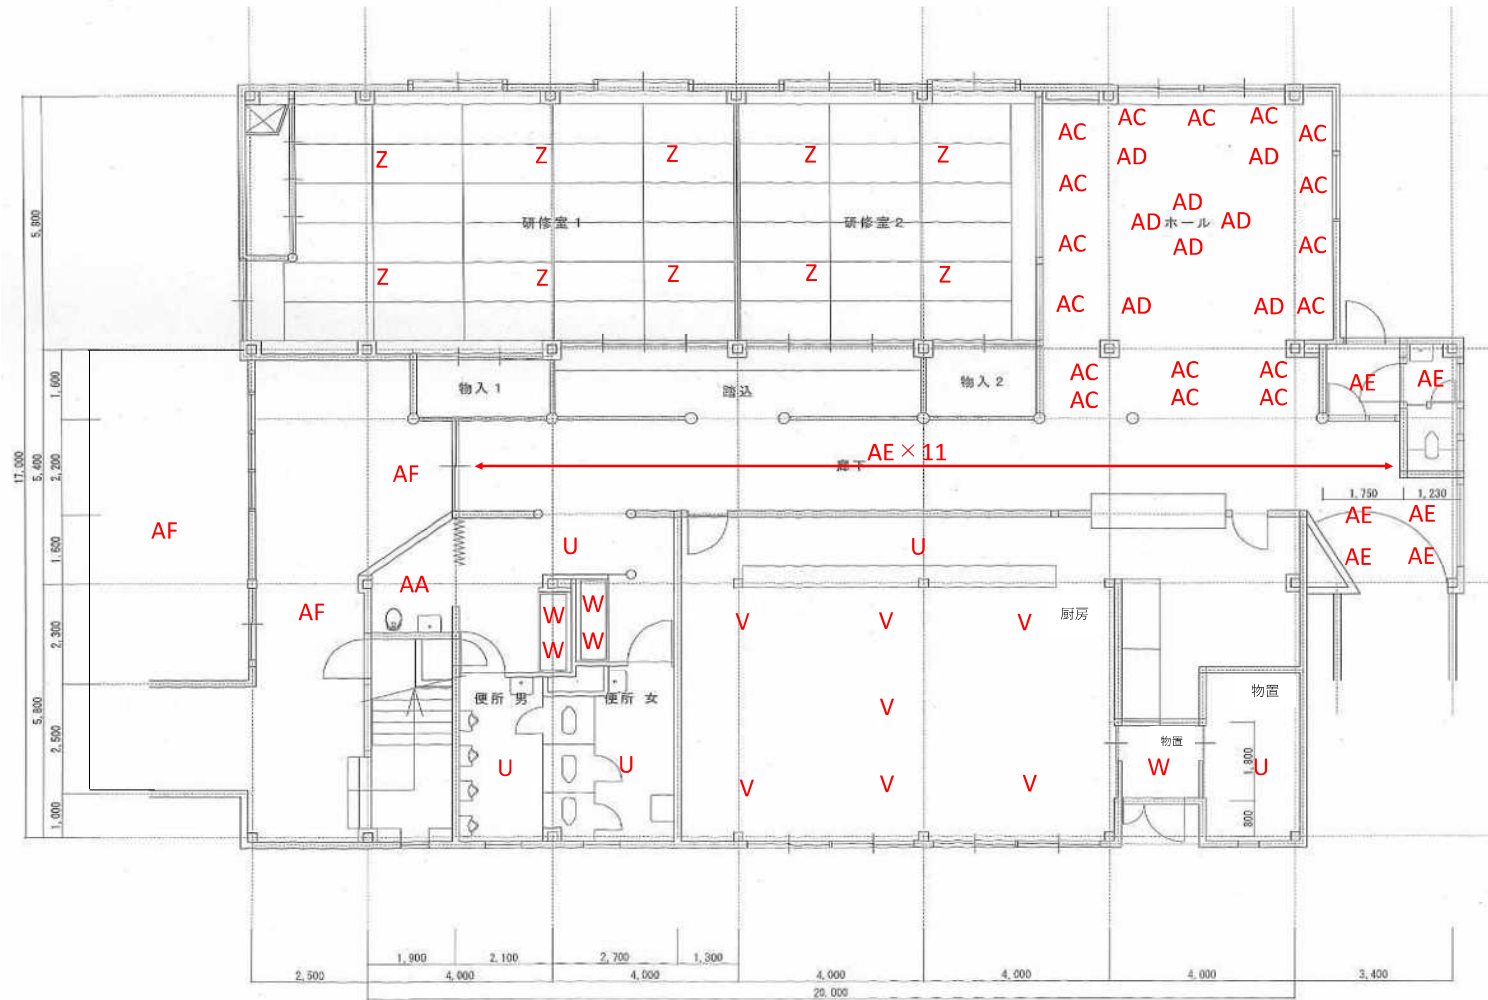 AC AC AC
AC AC
Z Z Z Z Z AD AD
AC AC
AD
5,800 研修室1 研修室2 AD ホール AD
AC AD AC
Z Z Z Z Z
AC AD AD AC
1,600 物入1 踏込 物入2 AC AC AC AE AE
AC AC AC
AE×11
17,000 5,400 2,200 AF 廊下
1,750 1,230
AF AE AE
1,600 U U
AE AE
AA
W W
AF V V V 厨房
2,300 W W
5,800 便所 男 便所 女 物置
V
2,500 物置
U U W 1,800 U
V V V
1,000 800
1,900 2,100 2,700 1,300
2,500 4,000 4,000 4,000 4,000 4,000 3,400
20,000